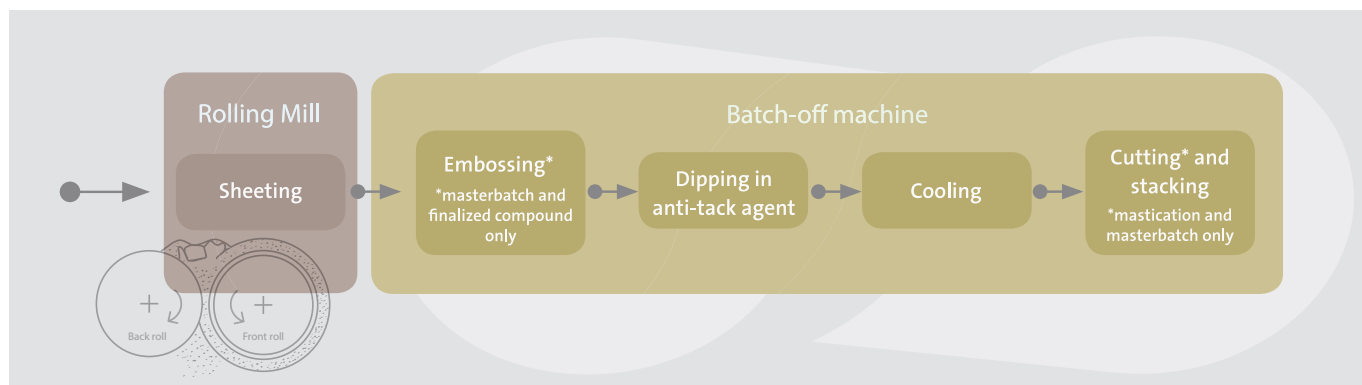 Rolling Mill
Sheeting
Back roll
Front roll
Batch-off machine
Embossing*
*masterbatch and
finalized compound
only
Dipping in
anti-tack agent
Cooling
Cutting* and
stacking
*mastication and
masterbatch only